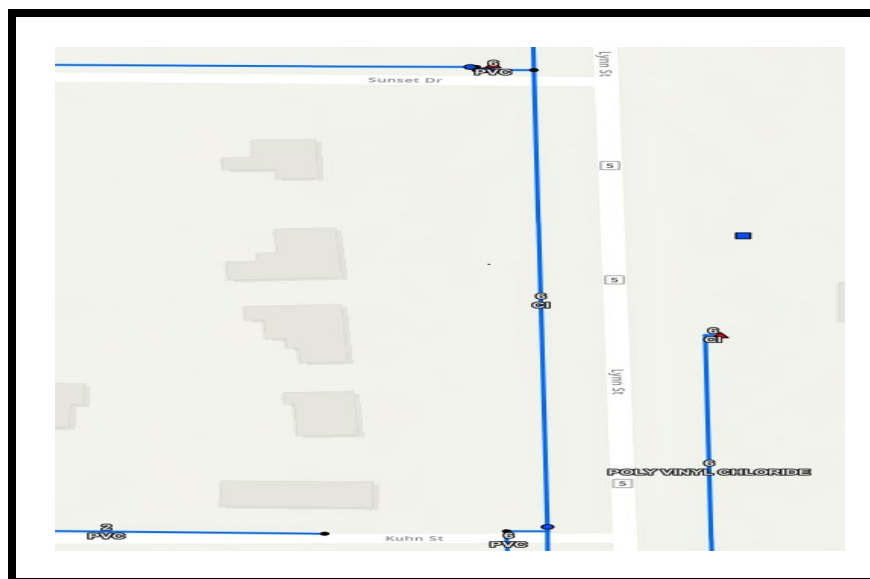 Lynn St
6
PVC
Sunset Dr
5
5
6
CI
6
CI
Lynn St
6
POLY VINYL CHLORIDE
5
2
PVC
Kuhn St
6
PVC